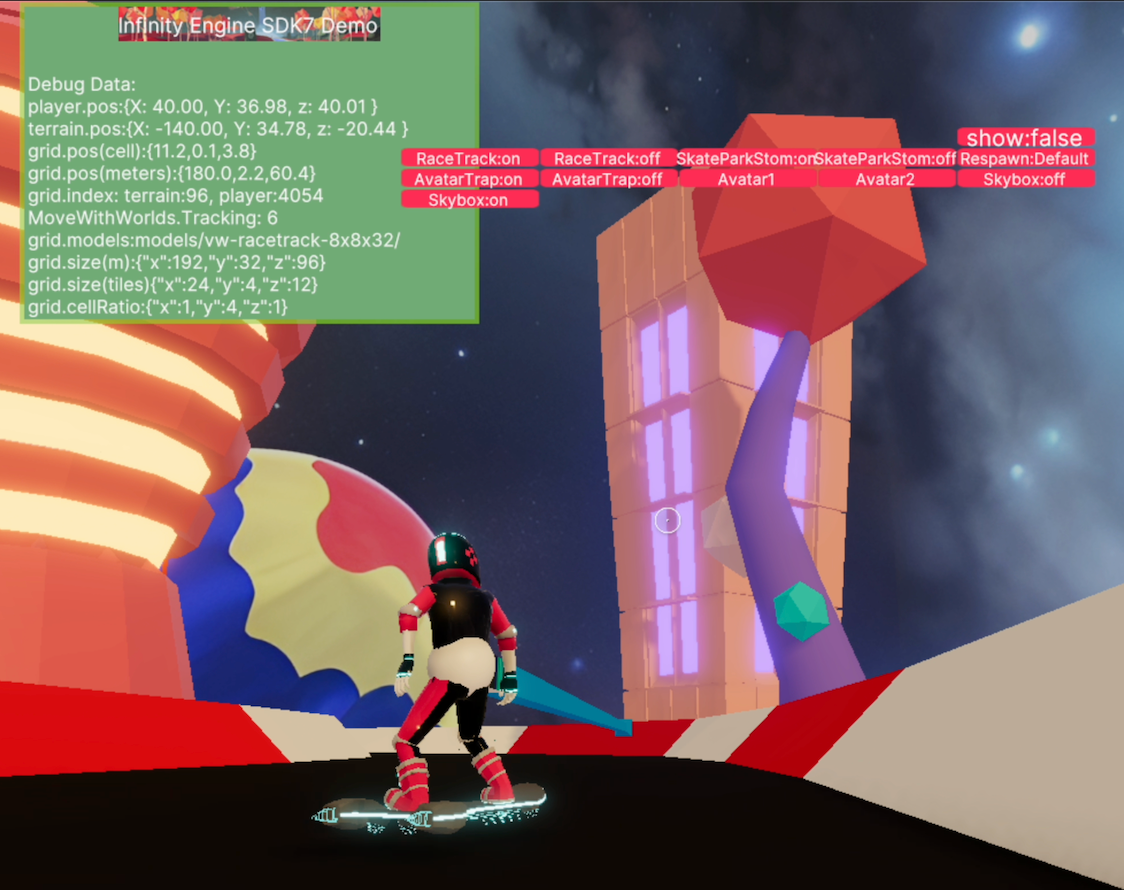 Infinity Engine SDK7 Demo
Debug Data:
player.pos:{X: 40.00, Y: 36.98, z: 40.01 }
terrain.pos:{X: -140.00, Y: 34.78, z: -20.44 }
grid.pos(cell):{11.2,0.1,3.8}
grid.pos(meters):{180.0,2.2,60.4}
grid.index: terrain:96, player:4054
MoveWithWorlds.Tracking: 6
grid.models:models/vw-racetrack-8x8x32/
grid.size(m):{"x":192,"y":32,"z":96}
grid.size(tiles){"x":24,"y":4,"z":12}
grid.cellRatio:{"x":1,"y":4,"z":1}
show:false
RaceTrack:on RaceTrack:off SkateParkStom:on SkateParkStom:off Respawn:Default
AvatarTrap:on AvatarTrap:off Avatar1 Avatar2 Skybox:off
Skybox:on